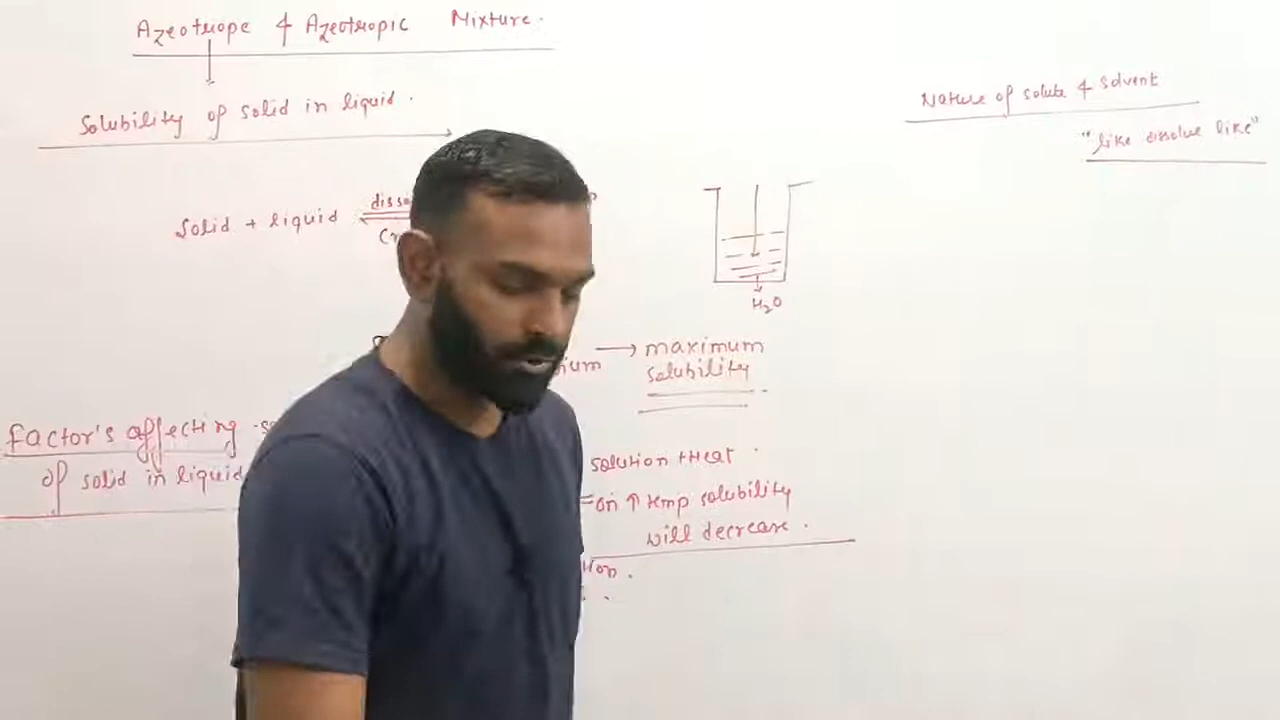 Azeotrope & Azeotropic Mixture.
Solubility of solid in liquid.
Solid + liquid
maximum
solubility
H2O
Factor's affecting
of solid in liquid
solution + Heat
on ↑ temp solubility
will decrease.
Nature of solute & solvent
"like dissolve like"